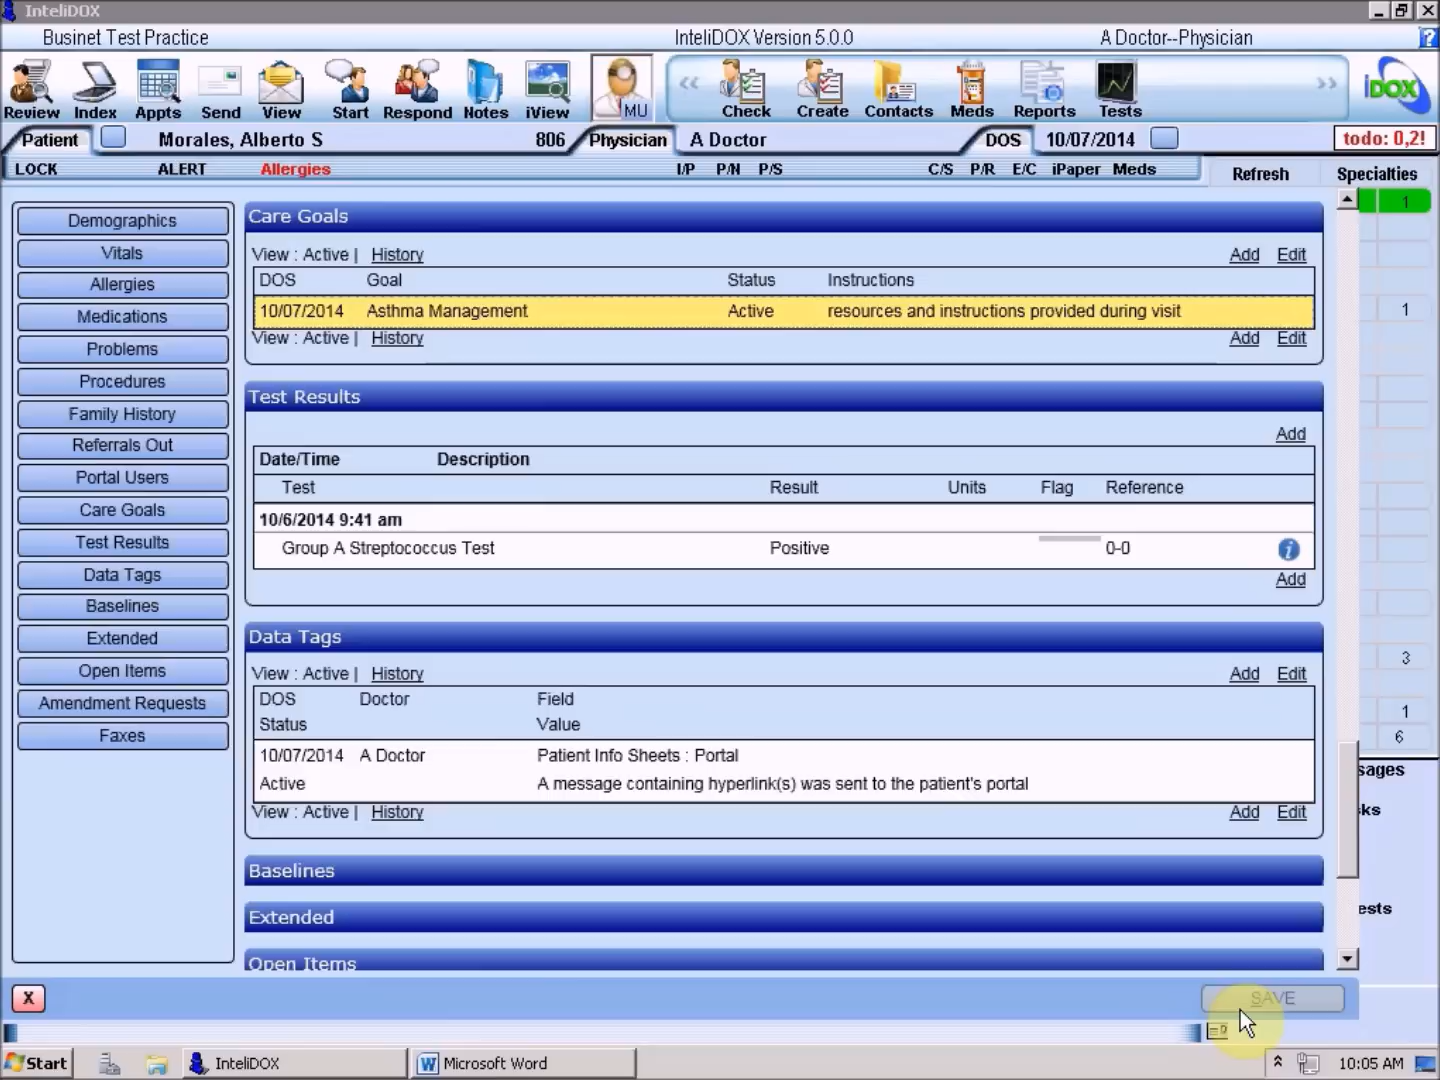 InteliDOX
Businet Test Practice InteliDOX Version 5.0.0 A Doctor--Physician
Review Index Appts Send View Start Respond Notes iView MU Check Create Contacts Meds Reports Tests iDOX
Patient Morales, Alberto S 806 Physician A Doctor DOS 10/07/2014 todo: 0,2!
LOCK ALERT Allergies I/P P/N P/S C/S P/R E/C iPaper Meds Refresh Specialties
Demographics
Vitals
Allergies
Medications
Problems
Procedures
Family History
Referrals Out
Portal Users
Care Goals
Test Results
Data Tags
Baselines
Extended
Open Items
Amendment Requests
Faxes
Care Goals
View : Active | History Add Edit
DOS Goal Status Instructions
10/07/2014 Asthma Management Active resources and instructions provided during visit
View : Active | History Add Edit
Test Results
Add
Date/Time Description
Test Result Units Flag Reference
10/6/2014 9:41 am
Group A Streptococcus Test Positive 0-0
Add
Data Tags
View : Active | History Add Edit
DOS Doctor Field
Status Value
10/07/2014 A Doctor Patient Info Sheets : Portal
Active A message containing hyperlink(s) was sent to the patient's portal
View : Active | History Add Edit
Baselines
Extended
Open Items
1
1
3
1
6
sages
sks
ests
X SAVE
Start InteliDOX Microsoft Word 10:05 AM